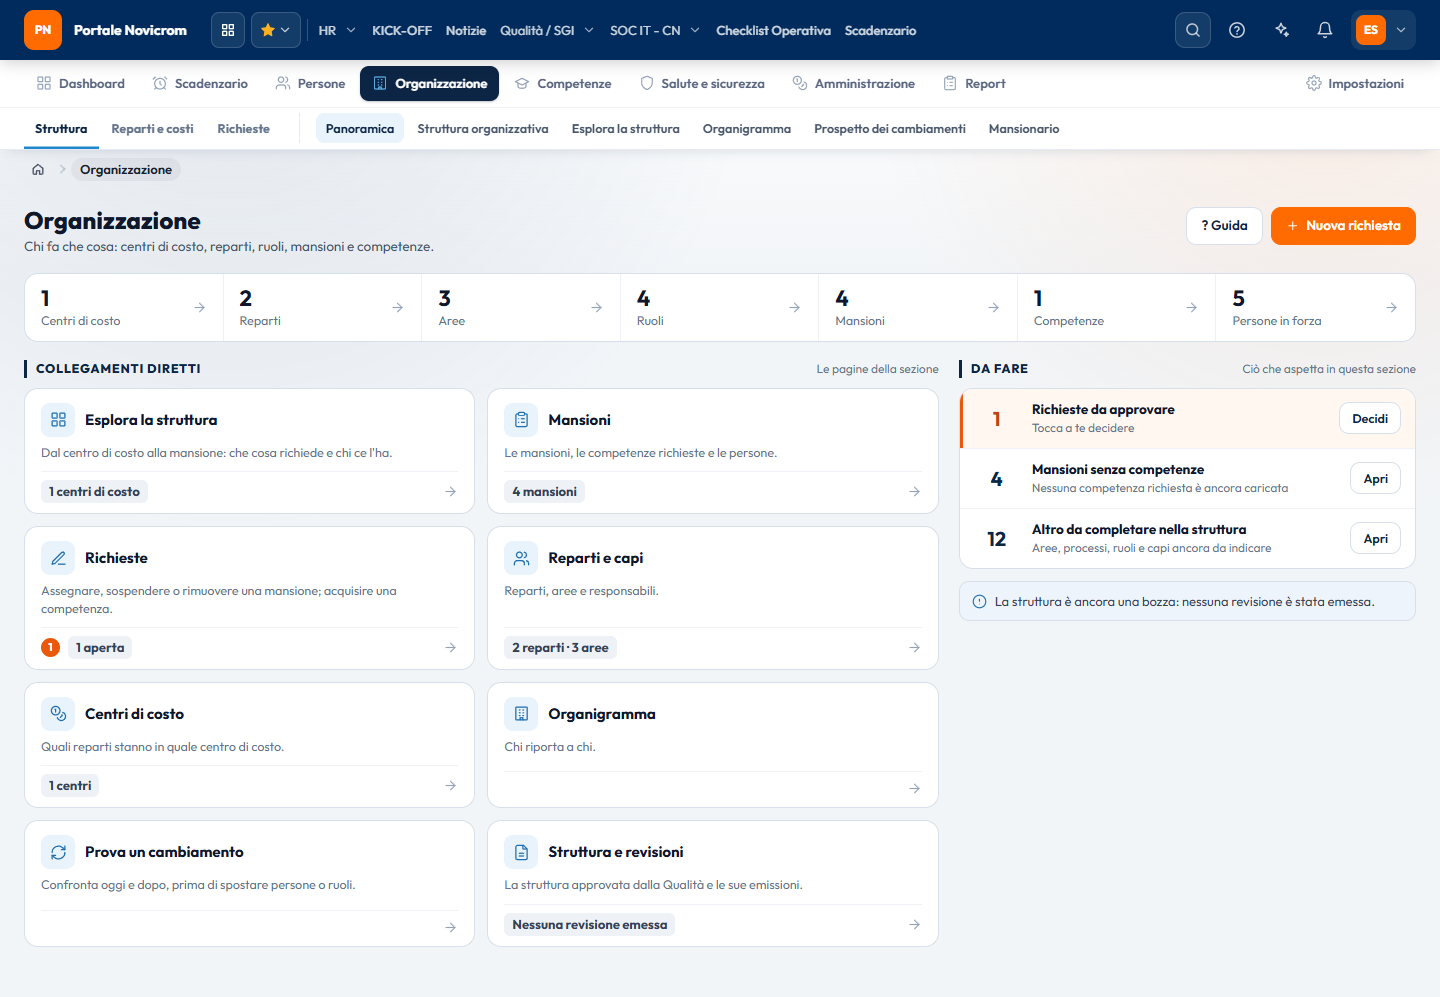 PN Portale Novicrom HR KICK-OFF Notizie Qualità / SGI SOC IT - CN Checklist Operativa Scadenzario ES
Dashboard Scadenzario Persone Organizzazione Competenze Salute e sicurezza Amministrazione Report Impostazioni
Struttura Reparti e costi Richieste Panoramica Struttura organizzativa Esplora la struttura Organigramma Prospetto dei cambiamenti Mansionario
Organizzazione
Organizzazione
Chi fa che cosa: centri di costo, reparti, ruoli, mansioni e competenze.
? Guida
+ Nuova richiesta
1 2 3 4 4 1 5
Centri di costo Reparti Aree Ruoli Mansioni Competenze Persone in forza
COLLEGAMENTI DIRETTI Le pagine della sezione
Esplora la struttura
Dal centro di costo alla mansione: che cosa richiede e chi ce l'ha.
1 centri di costo
Mansioni
Le mansioni, le competenze richieste e le persone.
4 mansioni
Richieste
Assegnare, sospendere o rimuovere una mansione; acquisire una
competenza.
1 1 aperta
Reparti e capi
Reparti, aree e responsabili.
2 reparti · 3 aree
Centri di costo
Quali reparti stanno in quale centro di costo.
1 centri
Organigramma
Chi riporta a chi.
Prova un cambiamento
Confronta oggi e dopo, prima di spostare persone o ruoli.
Struttura e revisioni
La struttura approvata dalla Qualità e le sue emissioni.
Nessuna revisione emessa
DA FARE Ciò che aspetta in questa sezione
1 Richieste da approvare
Tocca a te decidere
Decidi
4 Mansioni senza competenze
Nessuna competenza richiesta è ancora caricata
Apri
12 Altro da completare nella struttura
Aree, processi, ruoli e capi ancora da indicare
Apri
La struttura è ancora una bozza: nessuna revisione è stata emessa.